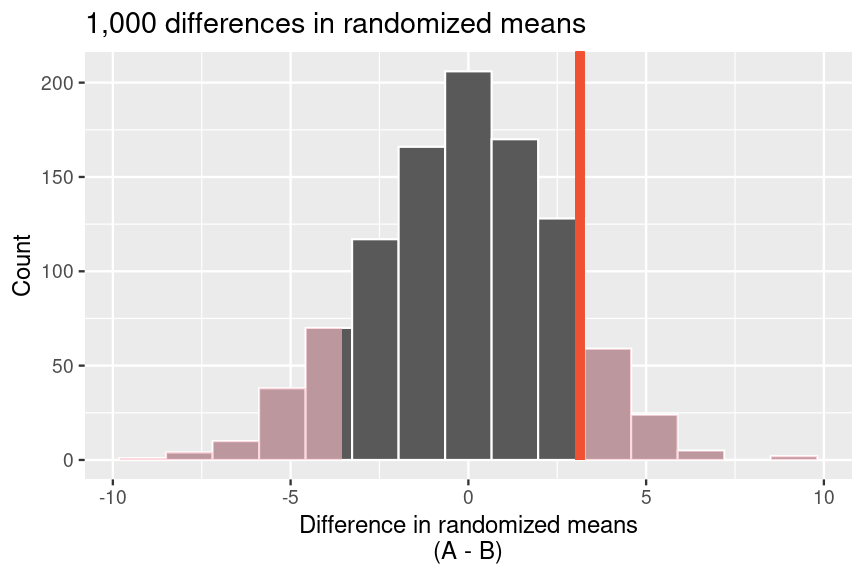 1,000 differences in randomized means
200
150
100
50
0
Count
-10 -5 0 5 10
Difference in randomized means
(A - B)